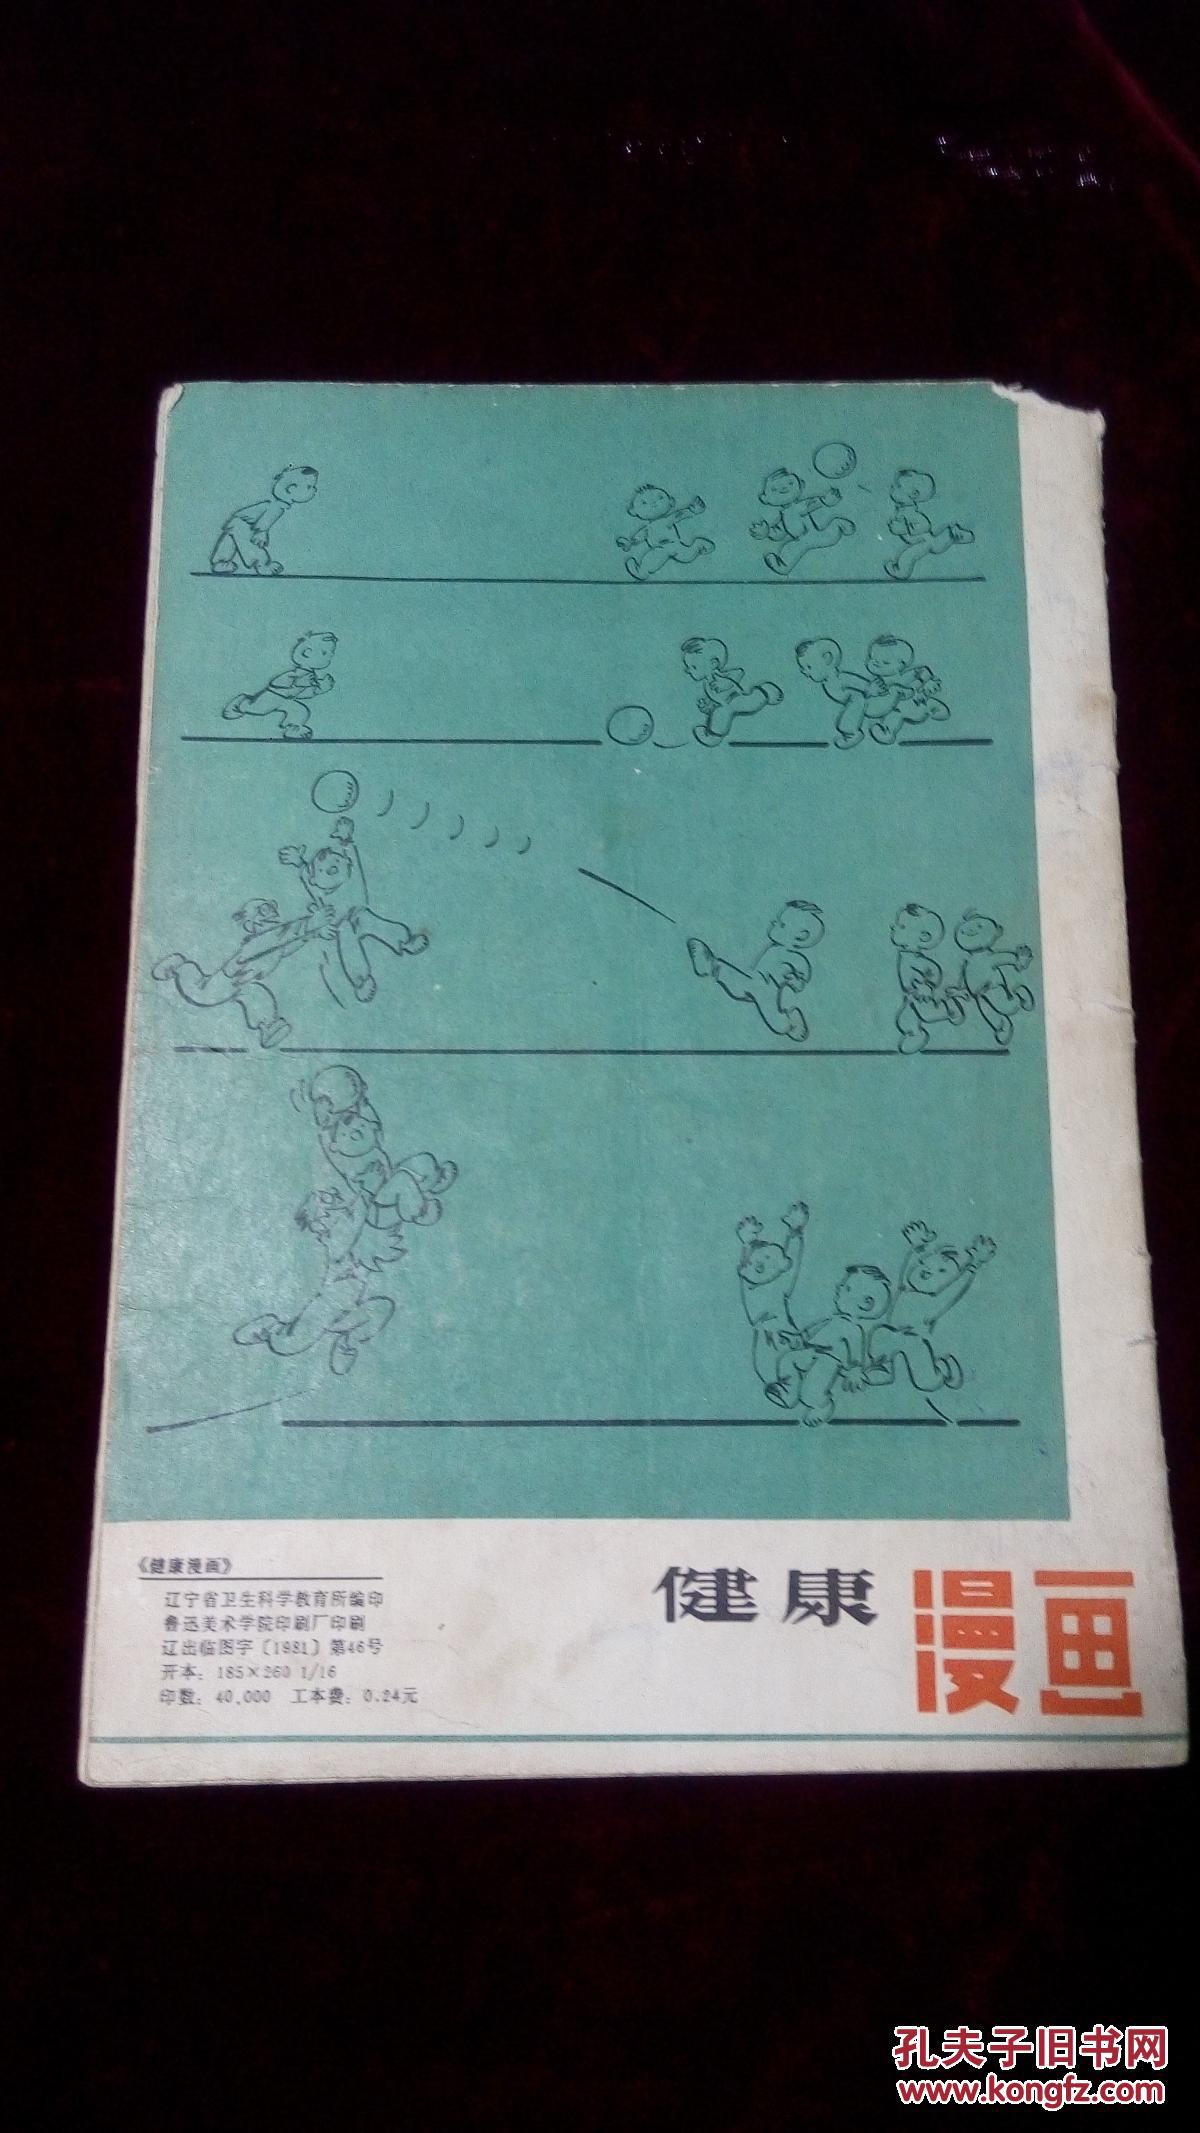 《健康漫画》
辽宁省卫生科学教育所编印
鲁迅美术学院印刷厂印刷
辽出临图字〔1981〕第46号
开本：185×260 1/16
印数：40,000 工本费：0.24元
健康漫画
孔夫子旧书网
www.kongfz.com